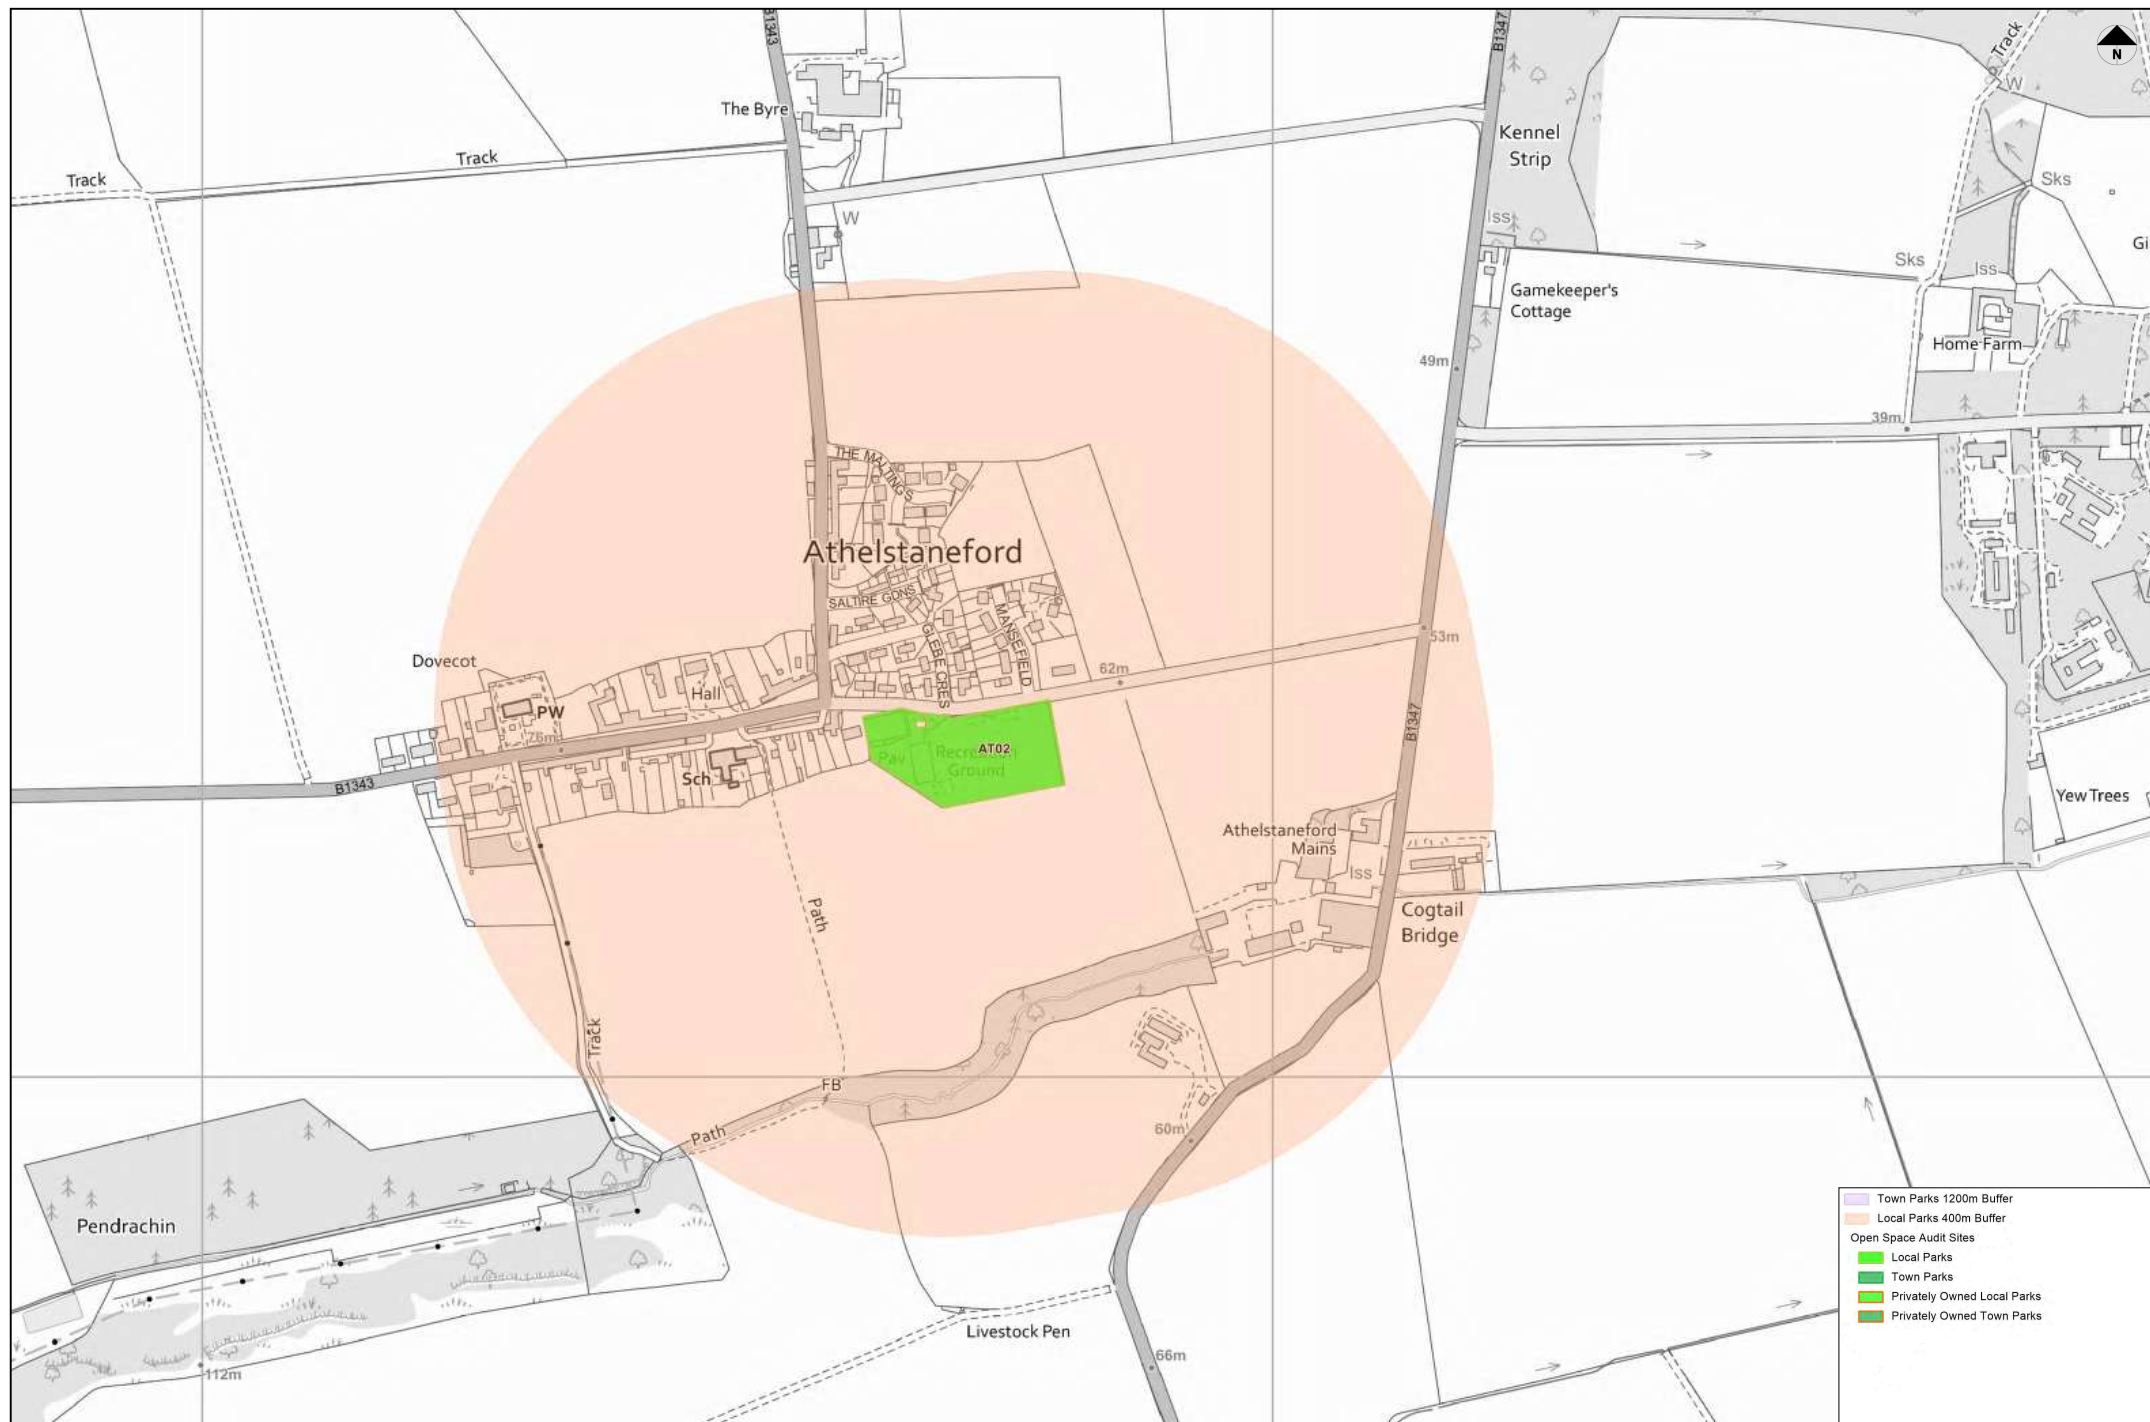 B1343
B1347
Track
N
W
The Byre
Kennel
Strip
Track
Track
Sks
W
Iss
Gi
Sks
Iss
Gamekeeper's
Cottage
Home Farm
49m
39m
THE MALTINGS
Athelstaneford
SALTIRE GDNS
GLEBE CRES
MANSEFIELD
53m
Dovecot
62m
Hall
PW
76m
B1347
AT02
Pav
Recreation
Ground
Sch
B1343
Yew Trees
Athelstaneford
Mains
Iss
Path
Cogtail
Bridge
Track
FB
Path
60m
Pendrachin
Livestock Pen
66m
112m
Town Parks 1200m Buffer
Local Parks 400m Buffer
Open Space Audit Sites
Local Parks
Town Parks
Privately Owned Local Parks
Privately Owned Town Parks